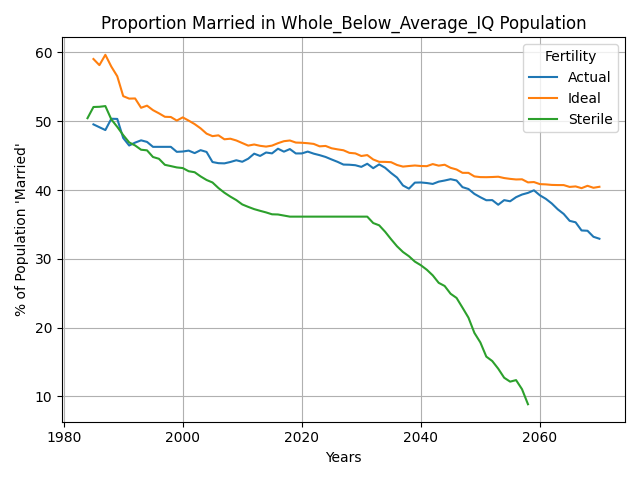 Proportion Married in Whole_Below_Average_IQ Population
Fertility
Actual
Ideal
Sterile
% of Population 'Married'
60
50
40
30
20
10
1980
2000
2020
2040
2060
Years